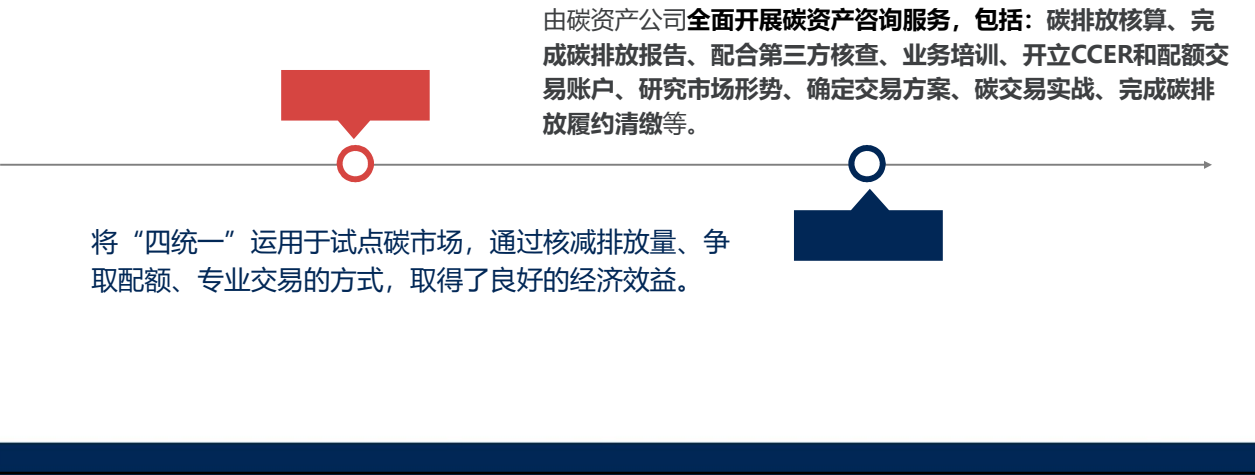 由碳资产公司全面开展碳资产咨询服务，包括：碳排放核算、完
成碳排放报告、配合第三方核查、业务培训、开立CCER和配额交
易账户、研究市场形势、确定交易方案、碳交易实战、完成碳排
放履约清缴等。
将“四统一”运用于试点碳市场，通过核减排放量、争
取配额、专业交易的方式，取得了良好的经济效益。